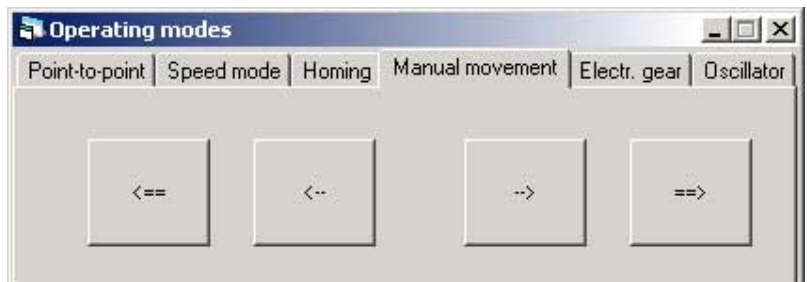 Operating modes
Point-to-point Speed mode Homing Manual movement Electr. gear Oscillator
<== <-- --> ==>